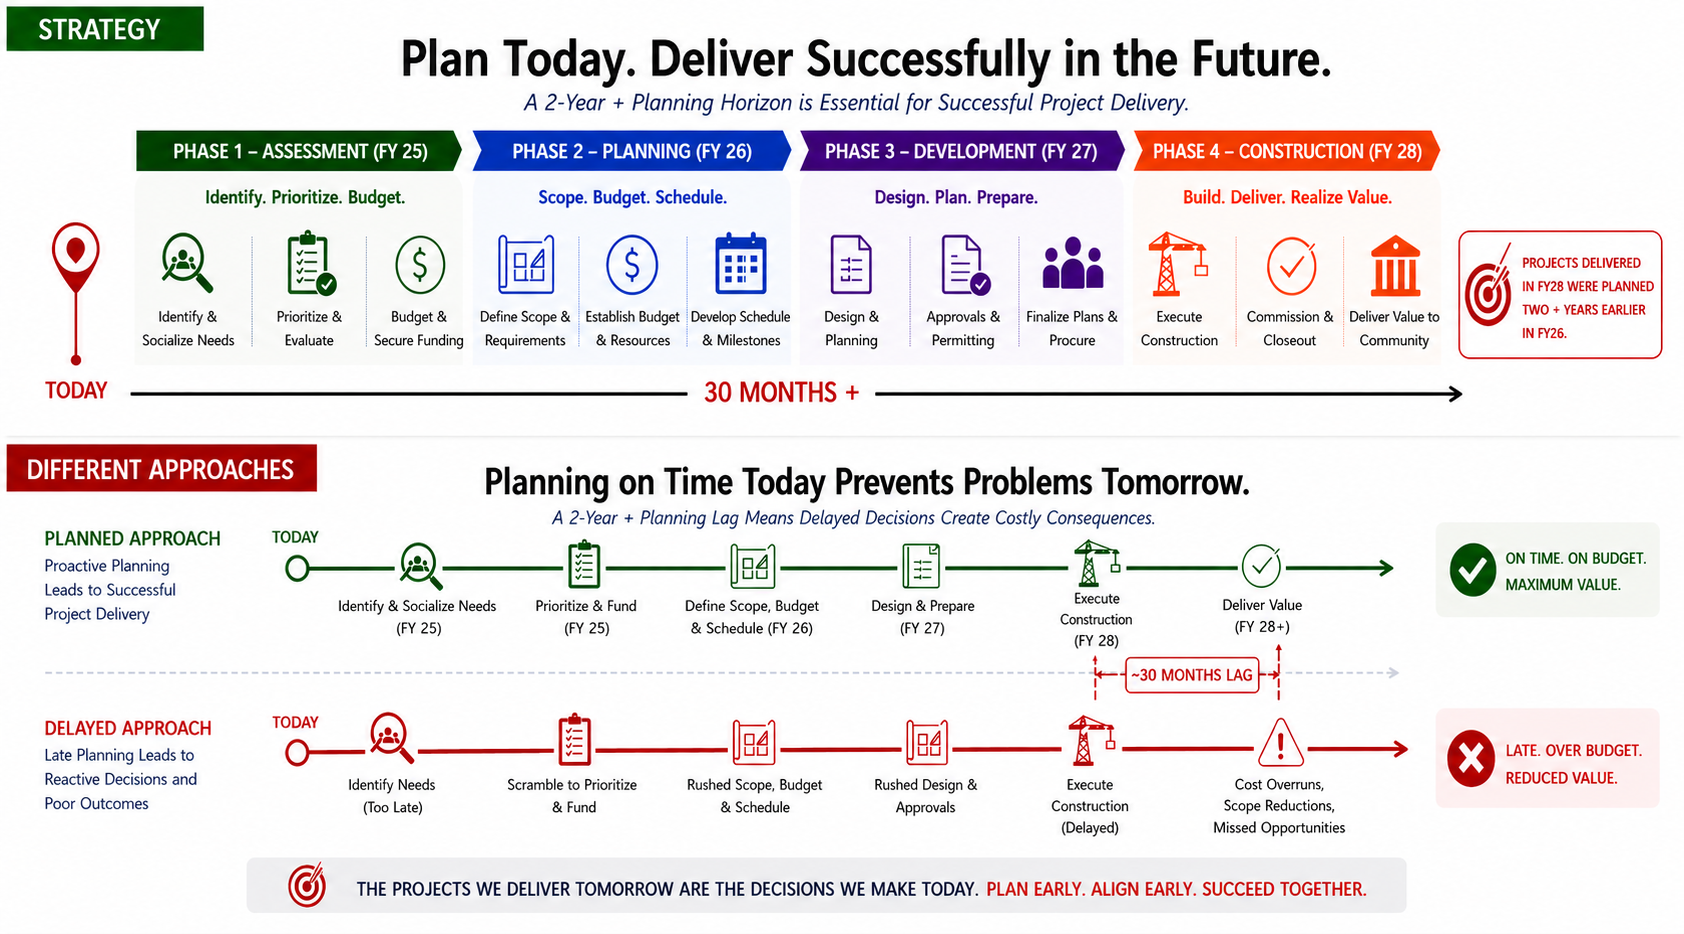 STRATEGY
Plan Today. Deliver Successfully in the Future.
A 2-Year + Planning Horizon is Essential for Successful Project Delivery.
PHASE 1 – ASSESSMENT (FY 25)
Identify. Prioritize. Budget.
Identify &
Socialize Needs
Prioritize &
Evaluate
$
Budget &
Secure Funding
PHASE 2 – PLANNING (FY 26)
Scope. Budget. Schedule.
Define Scope &
Requirements
$
Establish Budget
& Resources
Develop Schedule
& Milestones
PHASE 3 – DEVELOPMENT (FY 27)
Design. Plan. Prepare.
Design &
Planning
Approvals &
Permitting
Finalize Plans &
Procure
PHASE 4 – CONSTRUCTION (FY 28)
Build. Deliver. Realize Value.
Execute
Construction
Commission &
Closeout
Deliver Value to
Community
PROJECTS DELIVERED
IN FY28 WERE PLANNED
TWO + YEARS EARLIER
IN FY26.
TODAY
30 MONTHS +
DIFFERENT APPROACHES
Planning on Time Today Prevents Problems Tomorrow.
A 2-Year + Planning Lag Means Delayed Decisions Create Costly Consequences.
PLANNED APPROACH
Proactive Planning
Leads to Successful
Project Delivery
TODAY
Identify & Socialize Needs
(FY 25)
Prioritize & Fund
(FY 25)
Define Scope, Budget
& Schedule (FY 26)
Design & Prepare
(FY 27)
Execute
Construction
(FY 28)
Deliver Value
(FY 28+)
ON TIME. ON BUDGET.
MAXIMUM VALUE.
~30 MONTHS LAG
DELAYED APPROACH
Late Planning Leads to
Reactive Decisions and
Poor Outcomes
TODAY
Identify Needs
(Too Late)
Scramble to Prioritize
& Fund
Rushed Scope, Budget
& Schedule
Rushed Design &
Approvals
Execute
Construction
(Delayed)
Cost Overruns,
Scope Reductions,
Missed Opportunities
LATE. OVER BUDGET.
REDUCED VALUE.
THE PROJECTS WE DELIVER TOMORROW ARE THE DECISIONS WE MAKE TODAY. PLAN EARLY. ALIGN EARLY. SUCCEED TOGETHER.